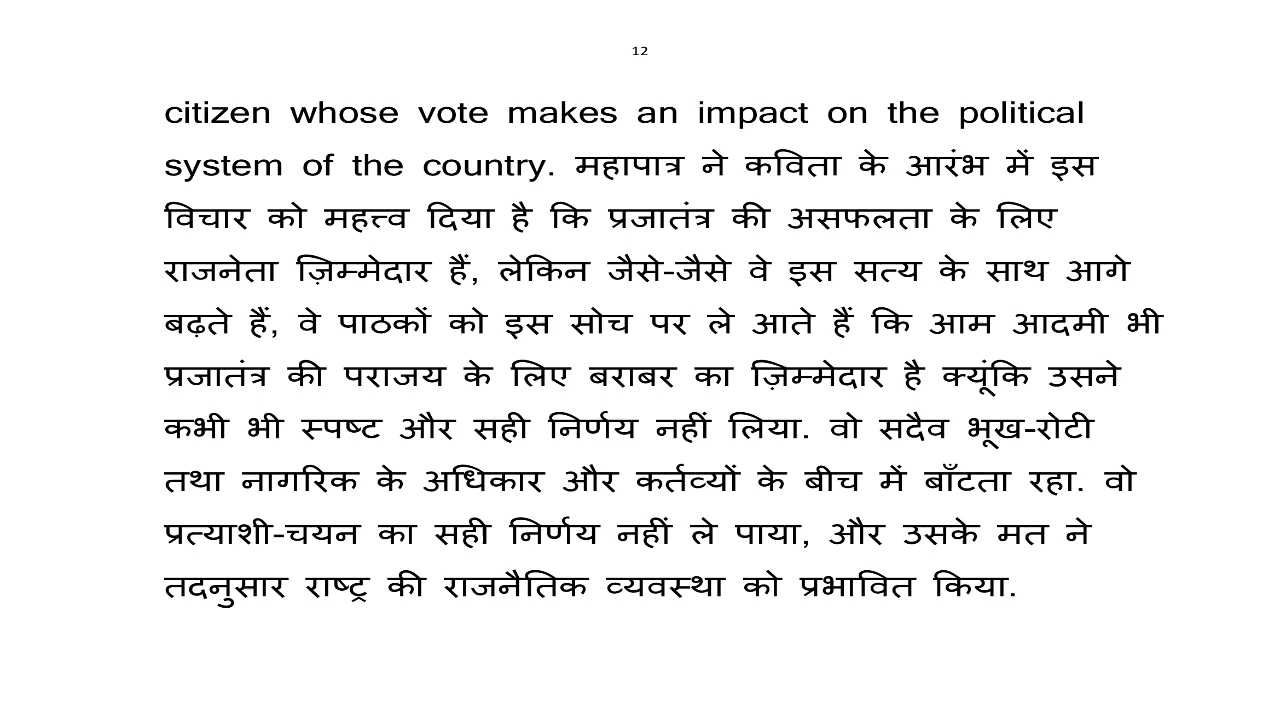 12
citizen whose vote makes an impact on the political
system of the country. महापात्र ने कविता के आरंभ में इस
विचार को महत्त्व दिया है कि प्रजातंत्र की असफलता के लिए
राजनेता ज़िम्मेदार हैं, लेकिन जैसे-जैसे वे इस सत्य के साथ आगे
बढ़ते हैं, वे पाठकों को इस सोच पर ले आते हैं कि आम आदमी भी
प्रजातंत्र की पराजय के लिए बराबर का ज़िम्मेदार है क्यूंकि उसने
कभी भी स्पष्ट और सही निर्णय नहीं लिया. वो सदैव भूख-रोटी
तथा नागरिक के अधिकार और कर्तव्यों के बीच में बाँटता रहा. वो
प्रत्याशी-चयन का सही निर्णय नहीं ले पाया, और उसके मत ने
तदनुसार राष्ट्र की राजनैतिक व्यवस्था को प्रभावित किया.